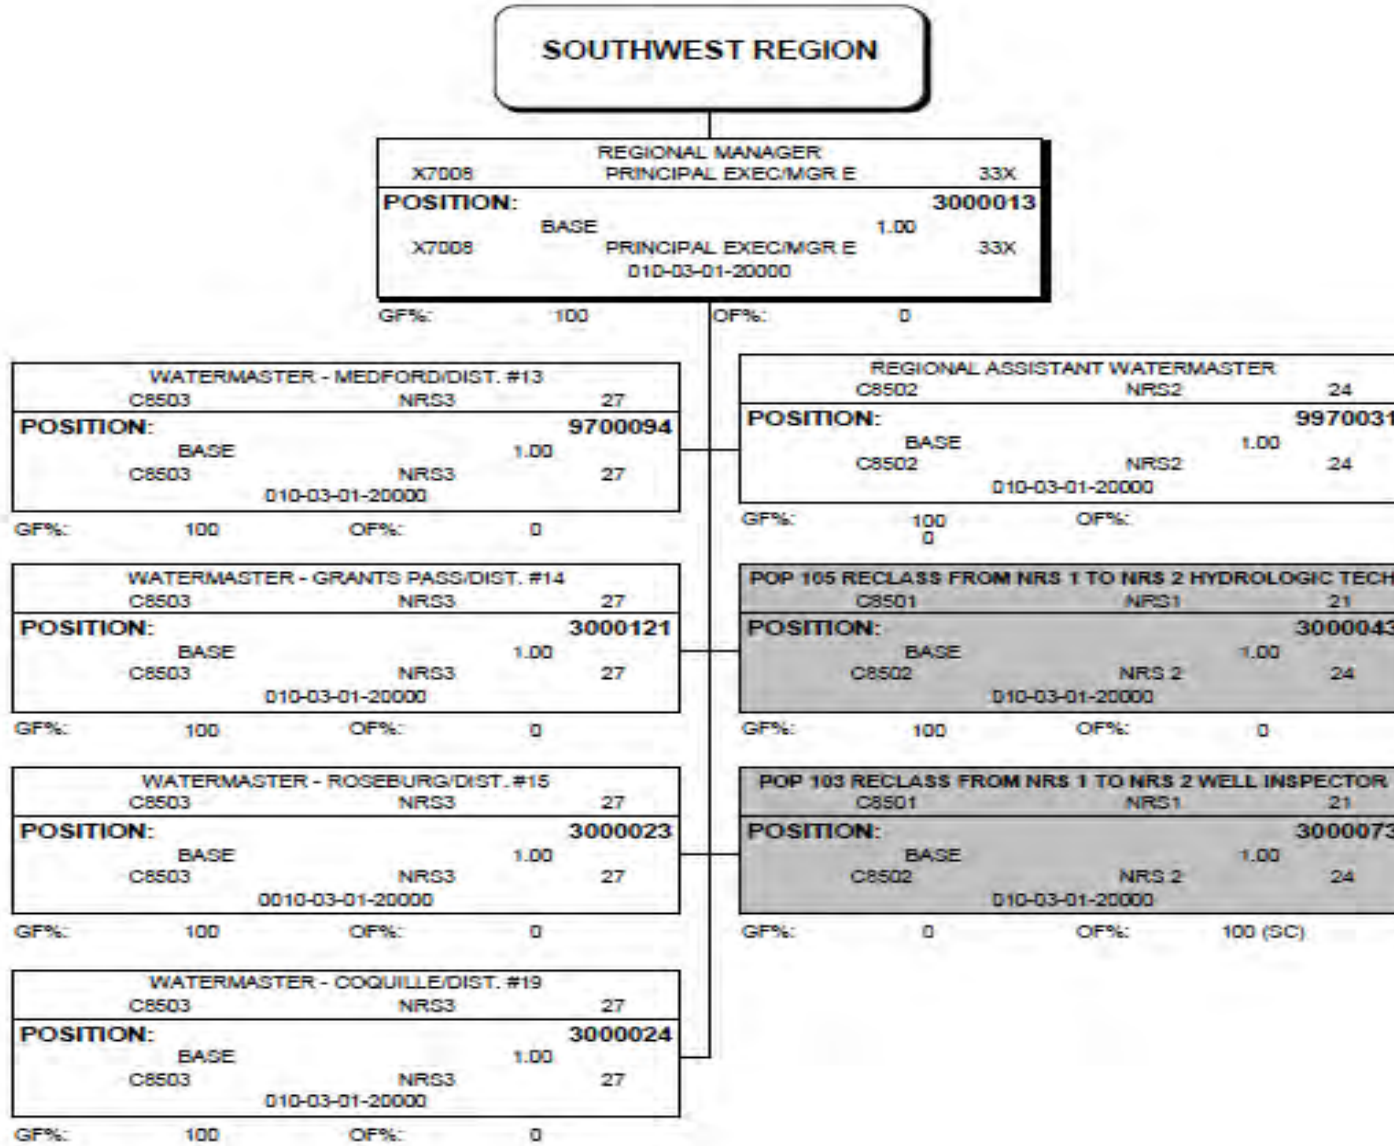 SOUTHWEST REGION
REGIONAL MANAGER
X7008 PRINCIPAL EXEC/MGR E 33X
POSITION: 3000013
BASE 1.00
X7008 PRINCIPAL EXEC/MGR E 33X
010-03-01-20000
GF%: 100 OF%: 0
WATERMASTER - MEDFORD/DIST. #13
C8503 NRS3 27
POSITION: 9700094
BASE 1.00
C8503 NRS3 27
010-03-01-20000
GF%: 100 OF%: 0
WATERMASTER - GRANTS PASS/DIST. #14
C8503 NRS3 27
POSITION: 3000121
BASE 1.00
C8503 NRS3 27
010-03-01-20000
GF%: 100 OF%: 0
WATERMASTER - ROSEBURG/DIST. #15
C8503 NRS3 27
POSITION: 3000023
BASE 1.00
C8503 NRS3 27
0010-03-01-20000
GF%: 100 OF%: 0
WATERMASTER - COQUILLE/DIST. #19
C8503 NRS3 27
POSITION: 3000024
BASE 1.00
C8503 NRS3 27
010-03-01-20000
GF%: 100 OF%: 0
REGIONAL ASSISTANT WATERMASTER
C8502 NRS2 24
POSITION: 9970031
BASE 1.00
C8502 NRS2 24
010-03-01-20000
GF%: 100 OF%:
0
POP 105 RECLASS FROM NRS 1 TO NRS 2 HYDROLOGIC TECH
C8501 NRS1 21
POSITION: 3000043
BASE 1.00
C8502 NRS 2 24
010-03-01-20000
GF%: 100 OF%: 0
POP 103 RECLASS FROM NRS 1 TO NRS 2 WELL INSPECTOR
C8501 NRS1 21
POSITION: 3000073
BASE 1.00
C8502 NRS 2 24
010-03-01-20000
GF%: 0 OF%: 100 (SC)